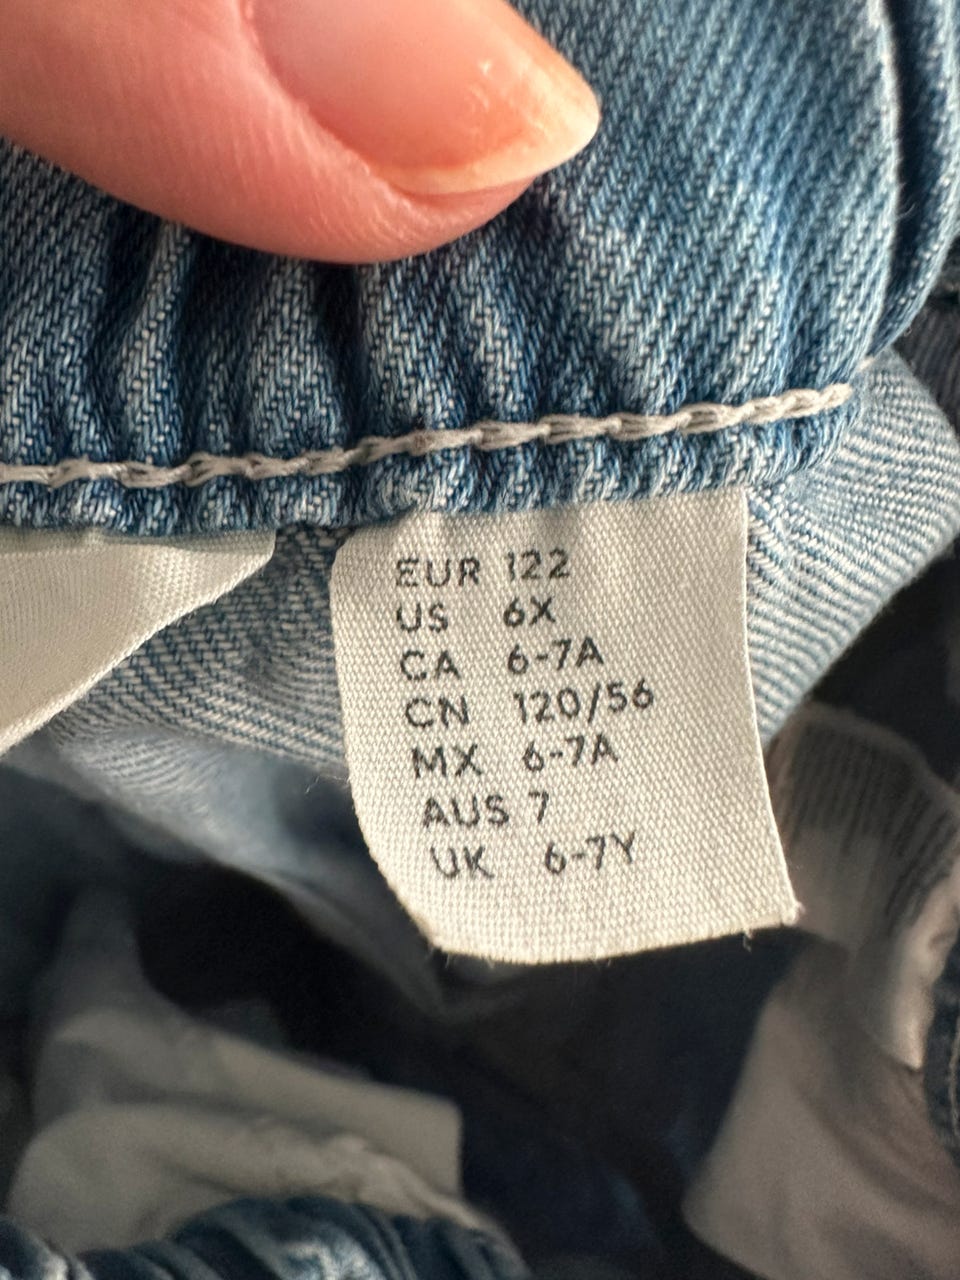 EUR 122
US 6X
CA 6-7A
CN 120/56
MX 6-7A
AUS 7
UK 6-7Y